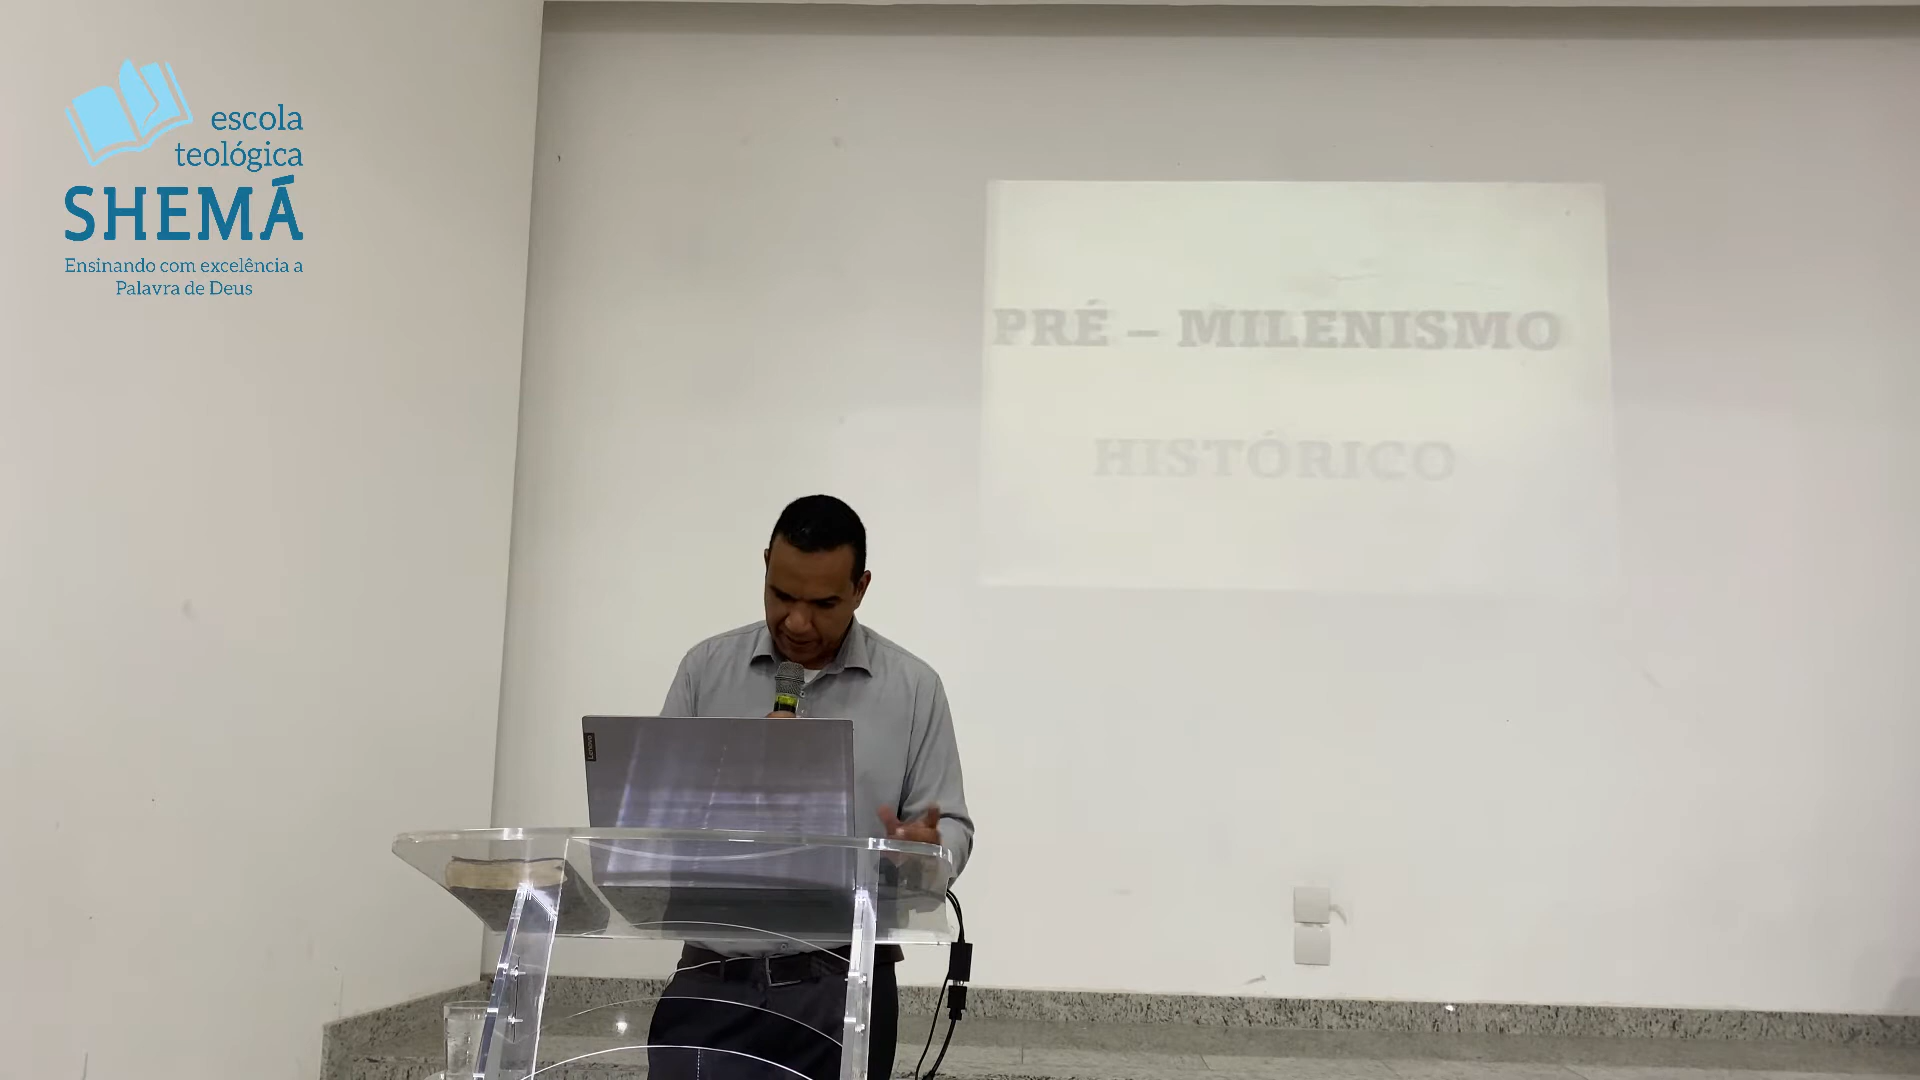 escola
teológica
SHEMÁ
Ensinando com excelência a
Palavra de Deus
PRÉ – MILENISMO
HISTÓRICO
Lenovo